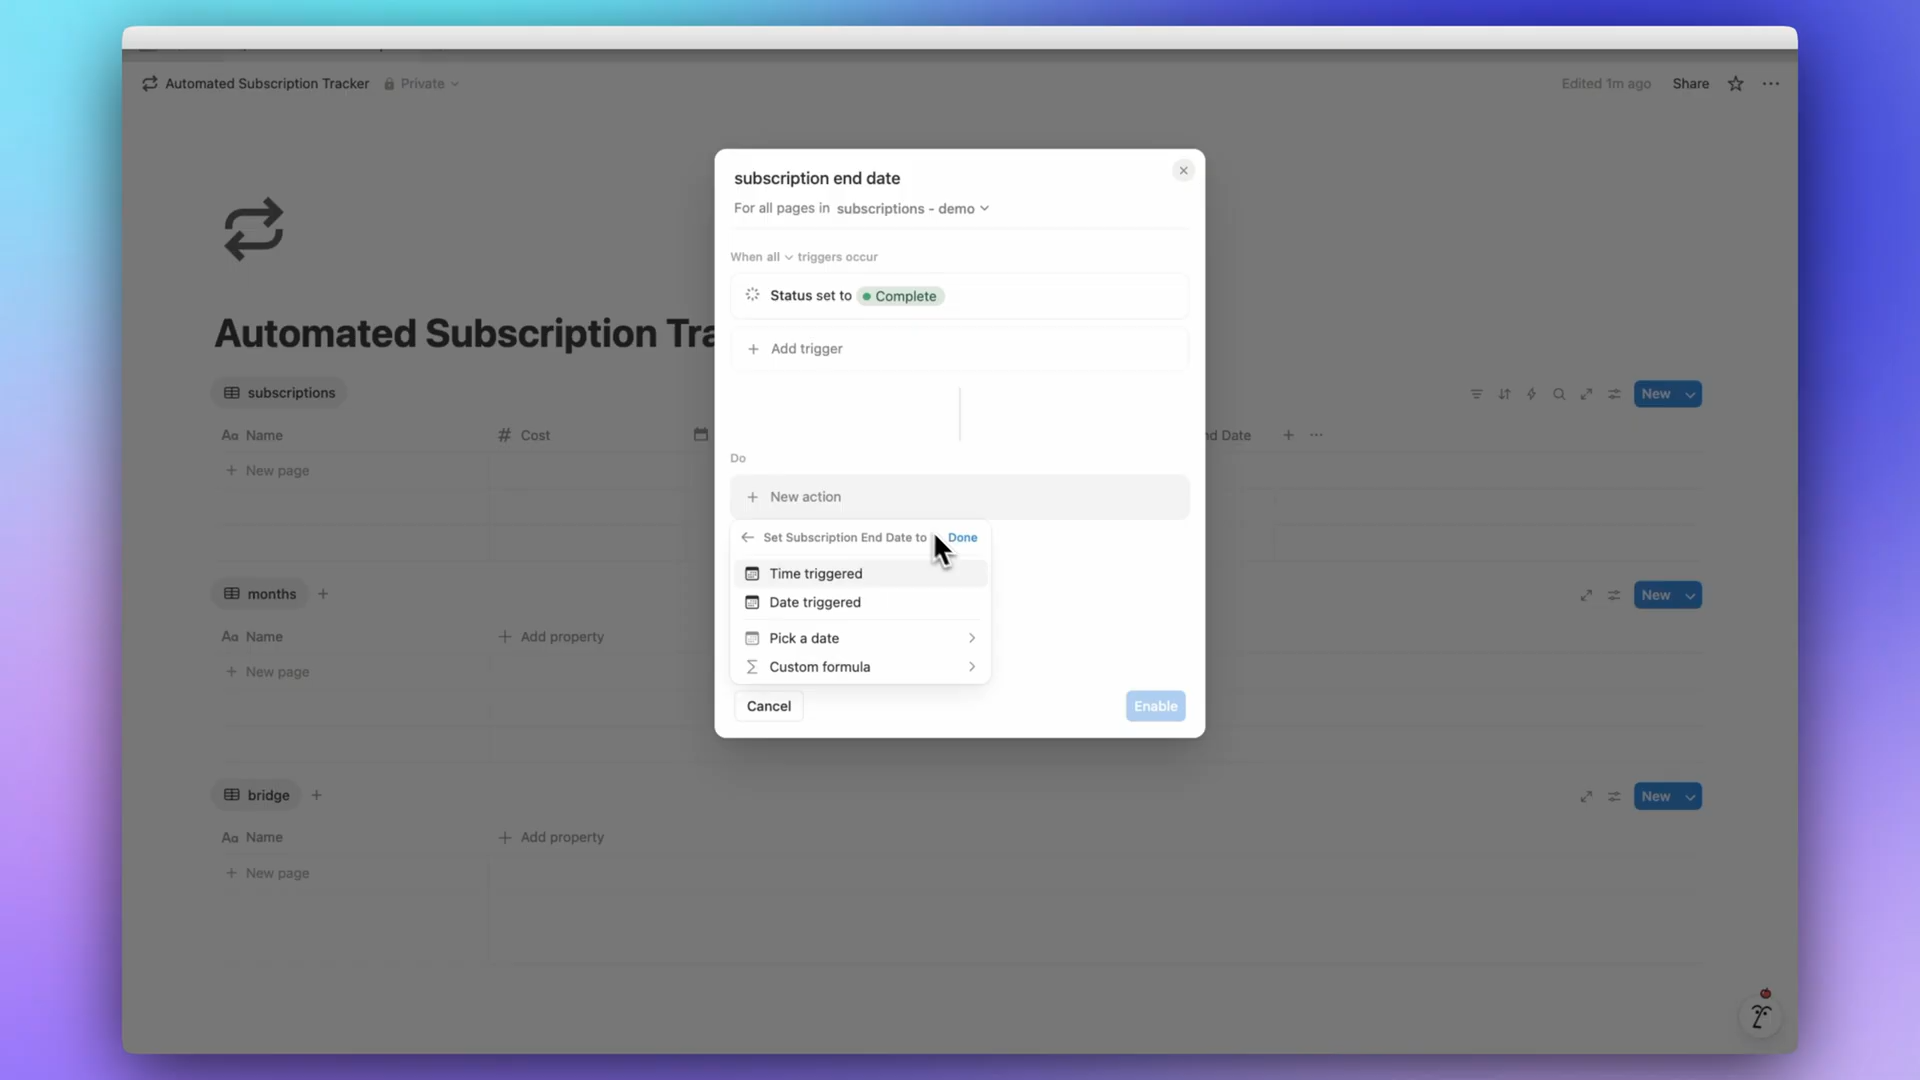 Automated Subscription Tracker Private
Edited 1m ago Share
Automated Subscription Tra
subscriptions
New
Aa Name
# Cost
nd Date
+ New page
months +
New
Aa Name
+ Add property
+ New page
bridge +
New
Aa Name
+ Add property
+ New page
subscription end date
For all pages in subscriptions - demo
When all triggers occur
Status set to Complete
+ Add trigger
Do
+ New action
Set Subscription End Date to Done
Time triggered
Date triggered
Pick a date
Custom formula
Cancel
Enable